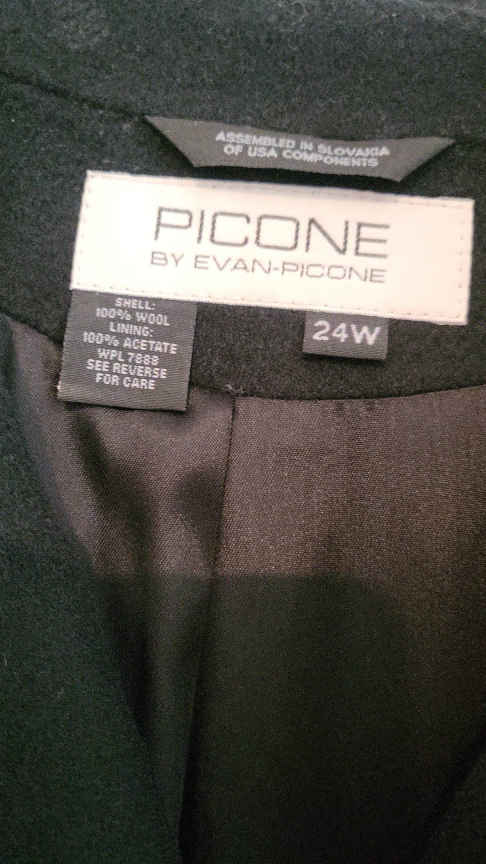 ASSEMBLED IN SLOVAKIA
OF USA COMPONENTS
PICONE
BY EVAN-PICONE
SHELL:
100% WOOL
LINING:
100% ACETATE
WPL 7888
SEE REVERSE
FOR CARE
24W